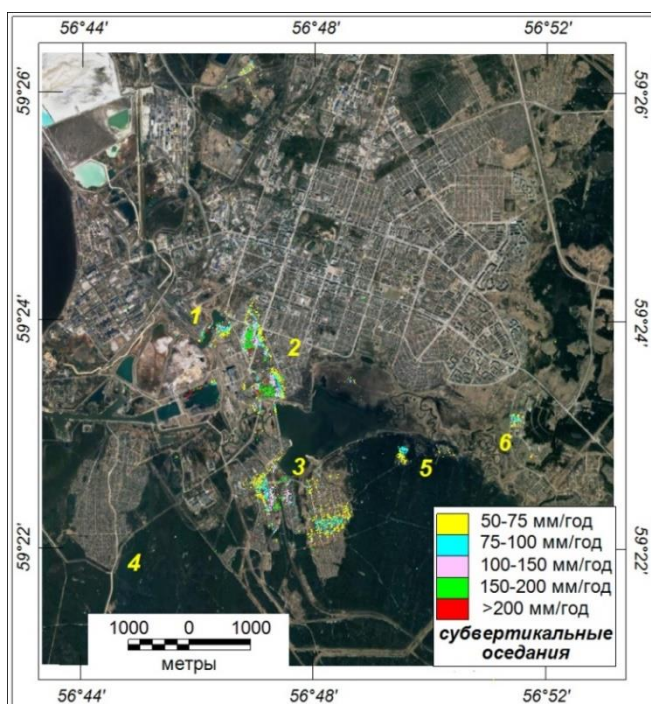 56°44' 56°48' 56°52'
59°26' 59°26'
59°24' 59°24'
1
2
3
4
5
6
59°22' 59°22'
50-75 мм/год
75-100 мм/год
100-150 мм/год
150-200 мм/год
>200 мм/год
субвертикальные
оседания
1000 0 1000
метры
56°44' 56°48' 56°52'